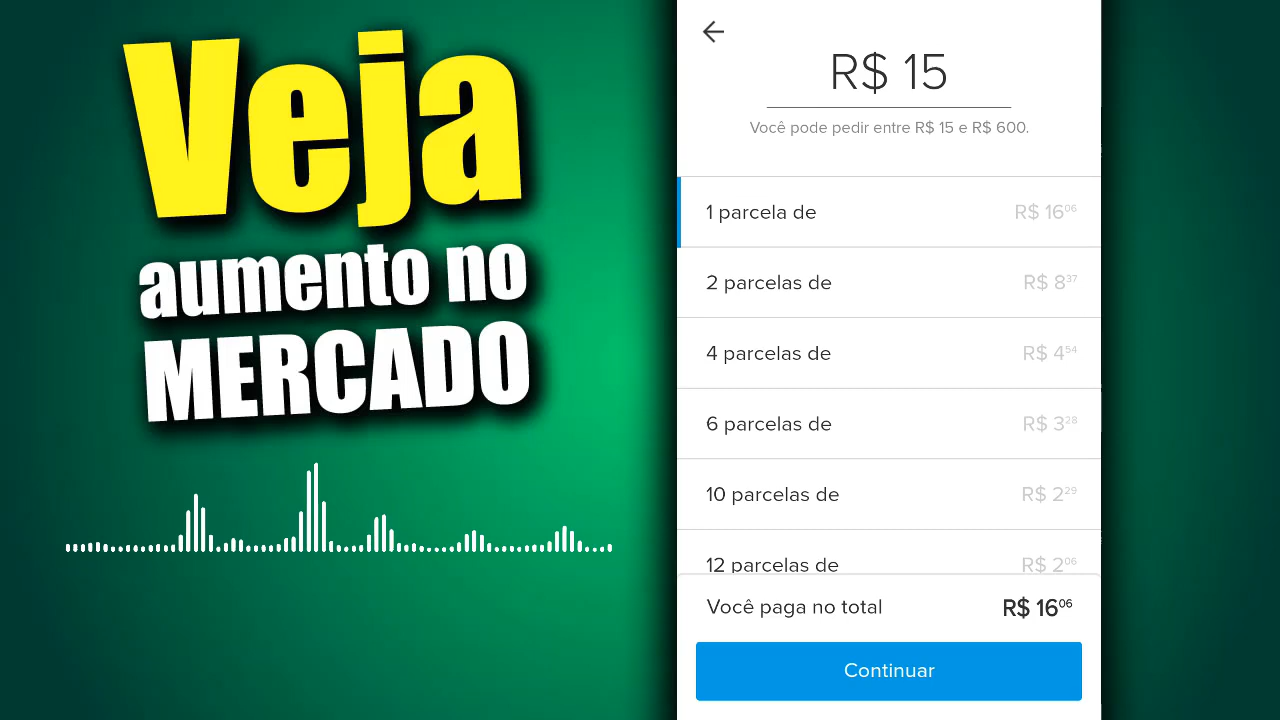 Veja
aumento no
MERCADO
R$ 15
Você pode pedir entre R$ 15 e R$ 600.
1 parcela de R$ 16⁰⁶
2 parcelas de R$ 8³⁷
4 parcelas de R$ 4⁵⁴
6 parcelas de R$ 3²⁸
10 parcelas de R$ 2²⁹
12 parcelas de R$ 2⁰⁶
Você paga no total R$ 16⁰⁶
Continuar